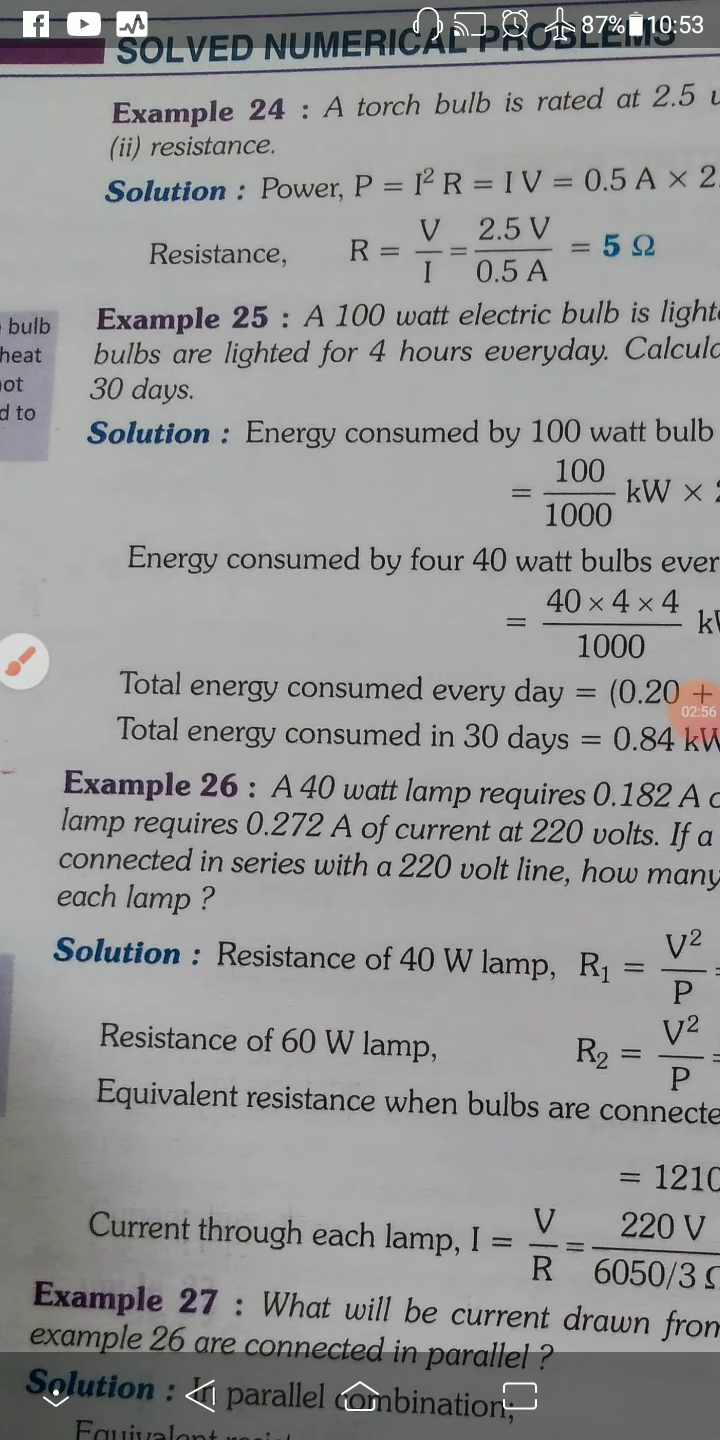 87% 10:53
SOLVED NUMERICAL PROBLEMS
Example 24 : A torch bulb is rated at 2.5
(ii) resistance.
Solution : Power, P = I² R = I V = 0.5 A × 2.
Resistance, R = V/I = 2.5 V/0.5 A = 5 Ω
bulb
heat
not
d to
Example 25 : A 100 watt electric bulb is
bulbs are lighted for 4 hours everyday.
30 days.
Solution : Energy consumed by 100 watt bulb
= 100/1000 kW ×
Energy consumed by four 40 watt bulbs
= 40 × 4 × 4/1000
Total energy consumed every day = (0.20 +
02:56
Total energy consumed in 30 days = 0.84
Example 26 : A 40 watt lamp requires 0.182 A
lamp requires 0.272 A of current at 220 volts. If a
connected in series with a 220 volt line, how many
each lamp ?
Solution : Resistance of 40 W lamp, R₁ = V²/P =
Resistance of 60 W lamp, R₂ = V²/P =
Equivalent resistance when bulbs are
= 1210
Current through each lamp, I = V/R = 220 V/6050/3 Ω
Example 27 : What will be current drawn from
example 26 are connected in parallel ?
Solution : In parallel combination,